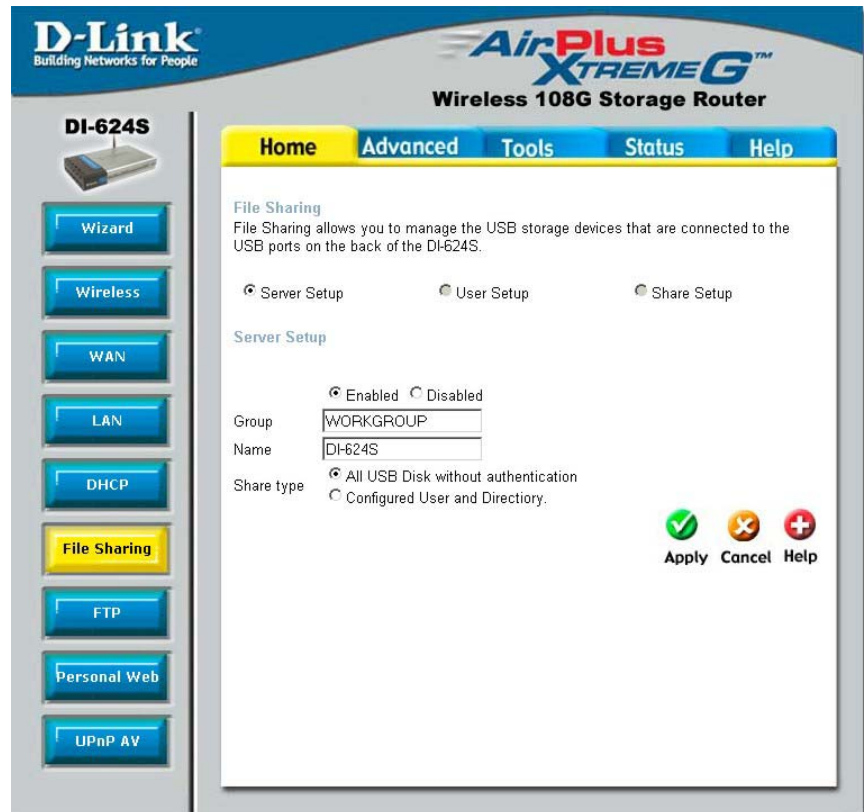 D-Link
Building Networks for People
AirPlus
XTREME G™
Wireless 108G Storage Router
DI-624S
Home Advanced Tools Status Help
Wizard
Wireless
WAN
LAN
DHCP
File Sharing
FTP
Personal Web
UPnP AV
File Sharing
File Sharing allows you to manage the USB storage devices that are connected to the
USB ports on the back of the DI-624S.
Server Setup User Setup Share Setup
Server Setup
Enabled Disabled
Group WORKGROUP
Name DI-624S
Share type All USB Disk without authentication
Configured User and Directiory.
Apply Cancel Help